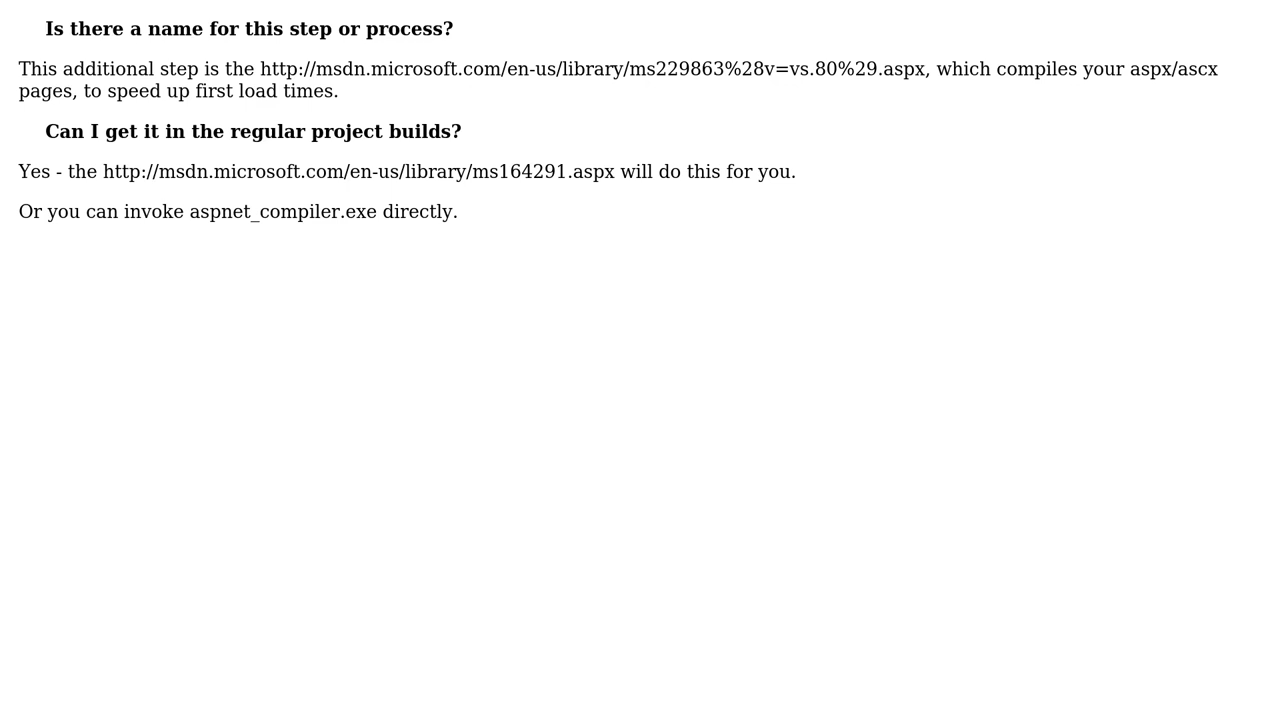 Is there a name for this step or process?
This additional step is the http://msdn.microsoft.com/en-us/library/ms229863%28v=vs.80%29.aspx, which compiles your aspx/ascx
pages, to speed up first load times.
Can I get it in the regular project builds?
Yes - the http://msdn.microsoft.com/en-us/library/ms164291.aspx will do this for you.
Or you can invoke aspnet_compiler.exe directly.